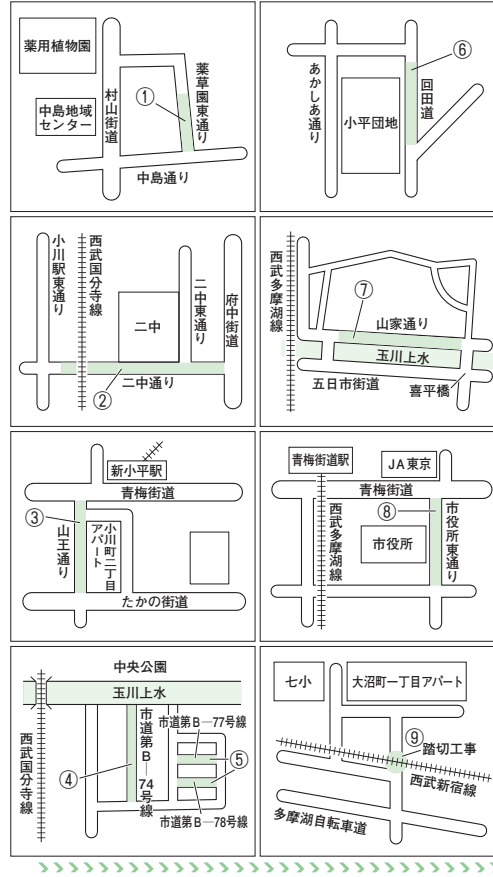 薬用植物園
中島地域
センター
村山街道
①
薬草園東通り
中島通り
あかしあ通り
小平団地
⑥
回田道
小川駅東通り
西武国分寺線
二中
二中東通り
府中街道
②
二中通り
西武多摩湖線
⑦
山家通り
玉川上水
五日市街道
喜平橋
新小平駅
青梅街道
③
山王通り
小川町二丁目
アパート
たかの街道
青梅街道駅
JA東京
青梅街道
西武多摩湖線
⑧
市役所
市役所東通り
中央公園
玉川上水
西武国分寺線
④
市道第B―74号線
市道第B―77号線
⑤
市道第B―78号線
七小
大沼町一丁目アパート
⑨
踏切工事
西武新宿線
多摩湖自転車道